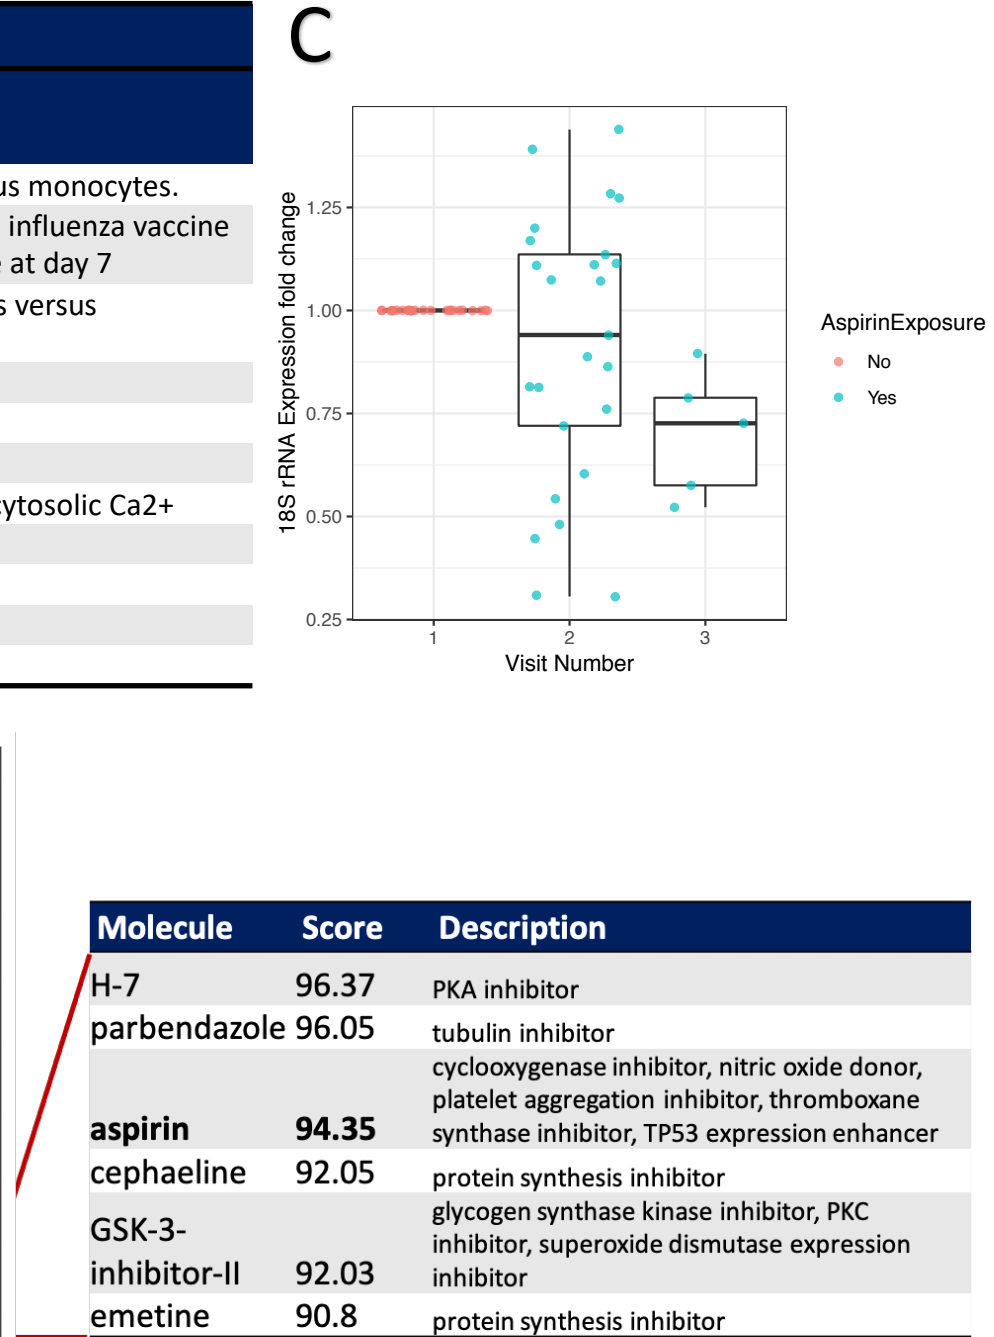 C
us monocytes.
influenza vaccine
at day 7
s versus
cytosolic Ca2+
18S rRNA Expression fold change
1.25
1.00
0.75
0.50
0.25
1 2 3
Visit Number
AspirinExposure
No
Yes
Molecule Score Description
H-7 96.37 PKA inhibitor
parbendazole 96.05 tubulin inhibitor
cyclooxygenase inhibitor, nitric oxide donor,
platelet aggregation inhibitor, thromboxane
aspirin 94.35 synthase inhibitor, TP53 expression enhancer
cephaeline 92.05 protein synthesis inhibitor
glycogen synthase kinase inhibitor, PKC
GSK-3- inhibitor, superoxide dismutase expression
inhibitor-II 92.03 inhibitor
emetine 90.8 protein synthesis inhibitor